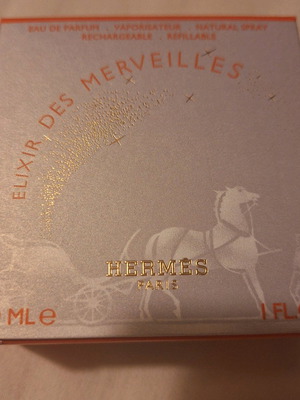 EAU DE PARFUM . VAPORISATEUR . NATURAL SPRAY
RECHARGEABLE . REFILLABLE
ELIXIR DES MERVEILLES
HERMÈS
PARIS
ML e
1 FL